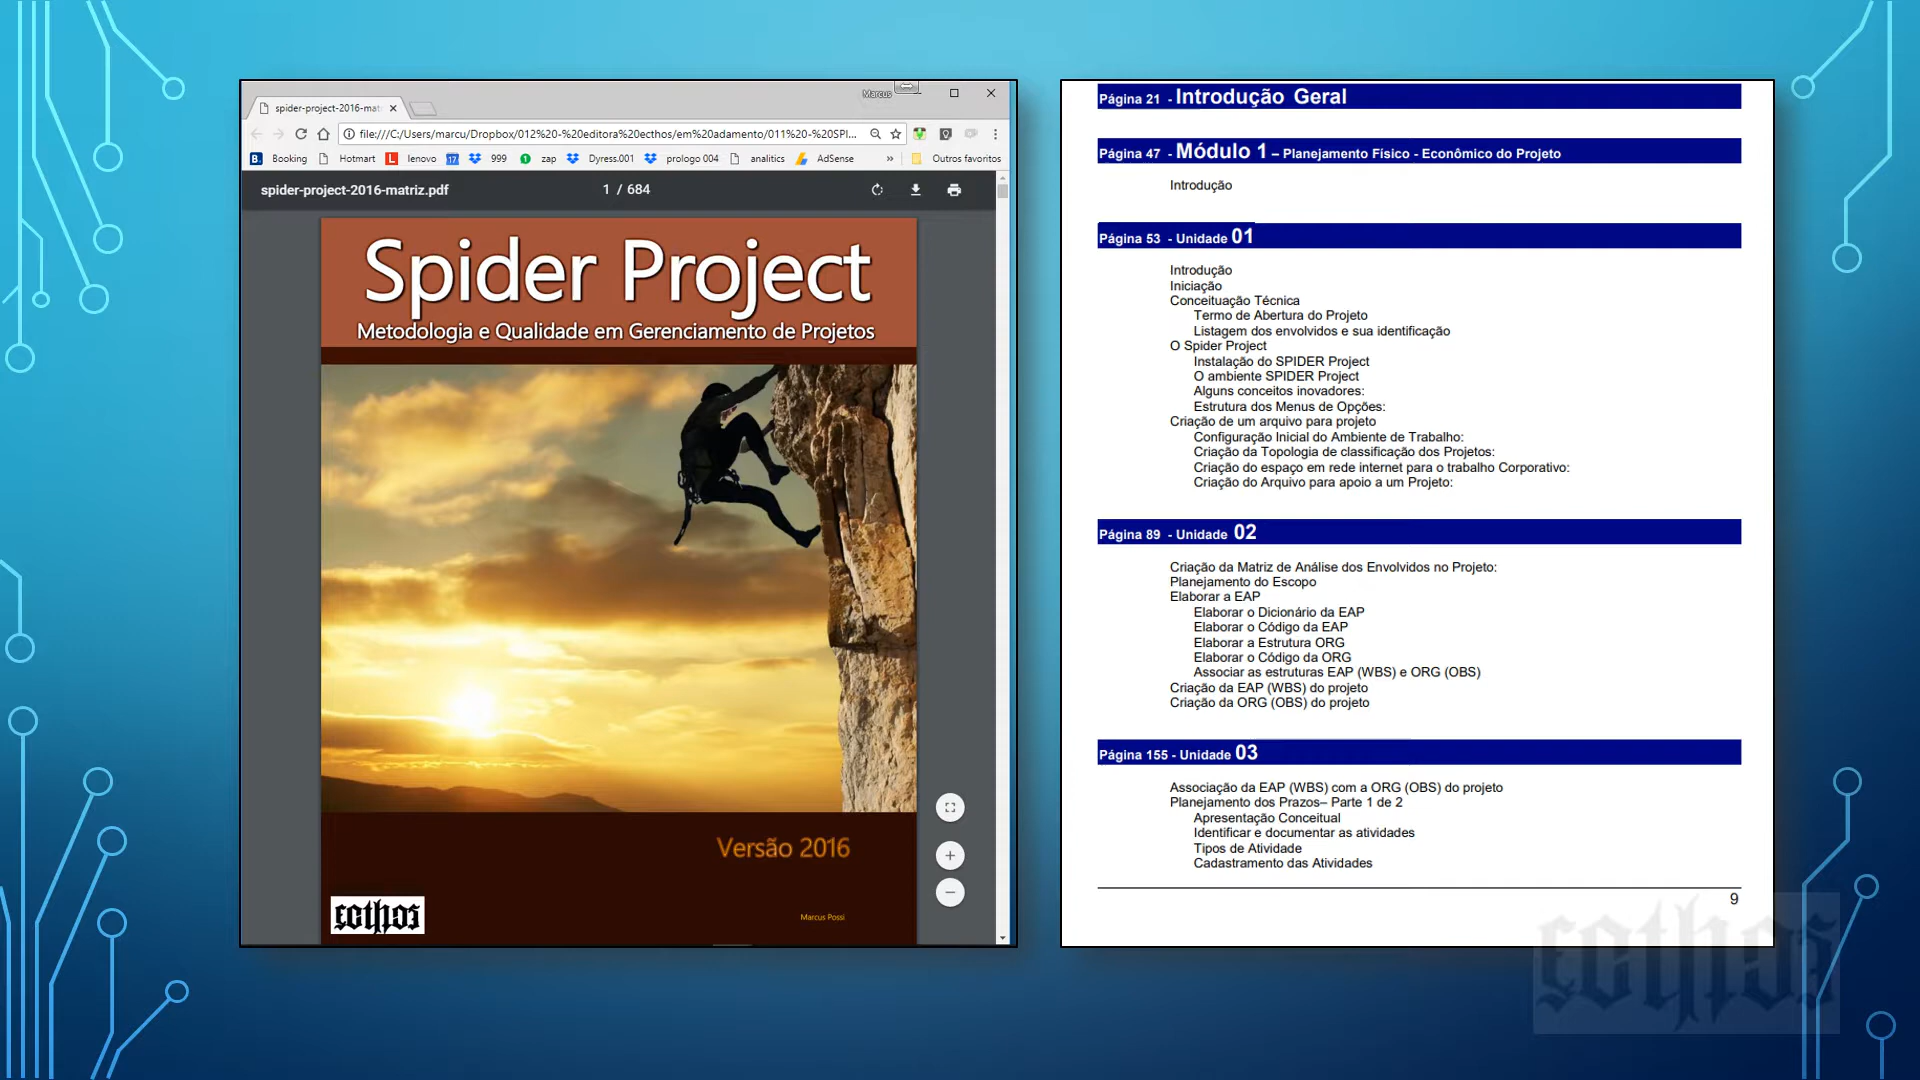 Marcus
spider-project-2016-mat
file:///C:/Users/marcu/Dropbox/012%20-%20editora%20ecthos/em%20adamento/011%20-%20SPI...
Booking Hotmart L lenovo 17 999 1 zap Dyress.001 prologo 004 analitics AdSense » Outros favoritos
spider-project-2016-matriz.pdf 1 / 684
Spider Project
Metodologia e Qualidade em Gerenciamento de Projetos
Versão 2016
Marcus Possi
ecthos
Página 21 - Introdução Geral
Página 47 - Módulo 1 – Planejamento Físico - Econômico do Projeto
Introdução
Página 53 - Unidade 01
Introdução
Iniciação
Conceituação Técnica
Termo de Abertura do Projeto
Listagem dos envolvidos e sua identificação
O Spider Project
Instalação do SPIDER Project
O ambiente SPIDER Project
Alguns conceitos inovadores:
Estrutura dos Menus de Opções:
Criação de um arquivo para projeto
Configuração Inicial do Ambiente de Trabalho:
Criação da Topologia de classificação dos Projetos:
Criação do espaço em rede internet para o trabalho Corporativo:
Criação do Arquivo para apoio a um Projeto:
Página 89 - Unidade 02
Criação da Matriz de Análise dos Envolvidos no Projeto:
Planejamento do Escopo
Elaborar a EAP
Elaborar o Dicionário da EAP
Elaborar o Código da EAP
Elaborar a Estrutura ORG
Elaborar o Código da ORG
Associar as estruturas EAP (WBS) e ORG (OBS)
Criação da EAP (WBS) do projeto
Criação da ORG (OBS) do projeto
Página 155 - Unidade 03
Associação da EAP (WBS) com a ORG (OBS) do projeto
Planejamento dos Prazos– Parte 1 de 2
Apresentação Conceitual
Identificar e documentar as atividades
Tipos de Atividade
Cadastramento das Atividades
9
ecthos